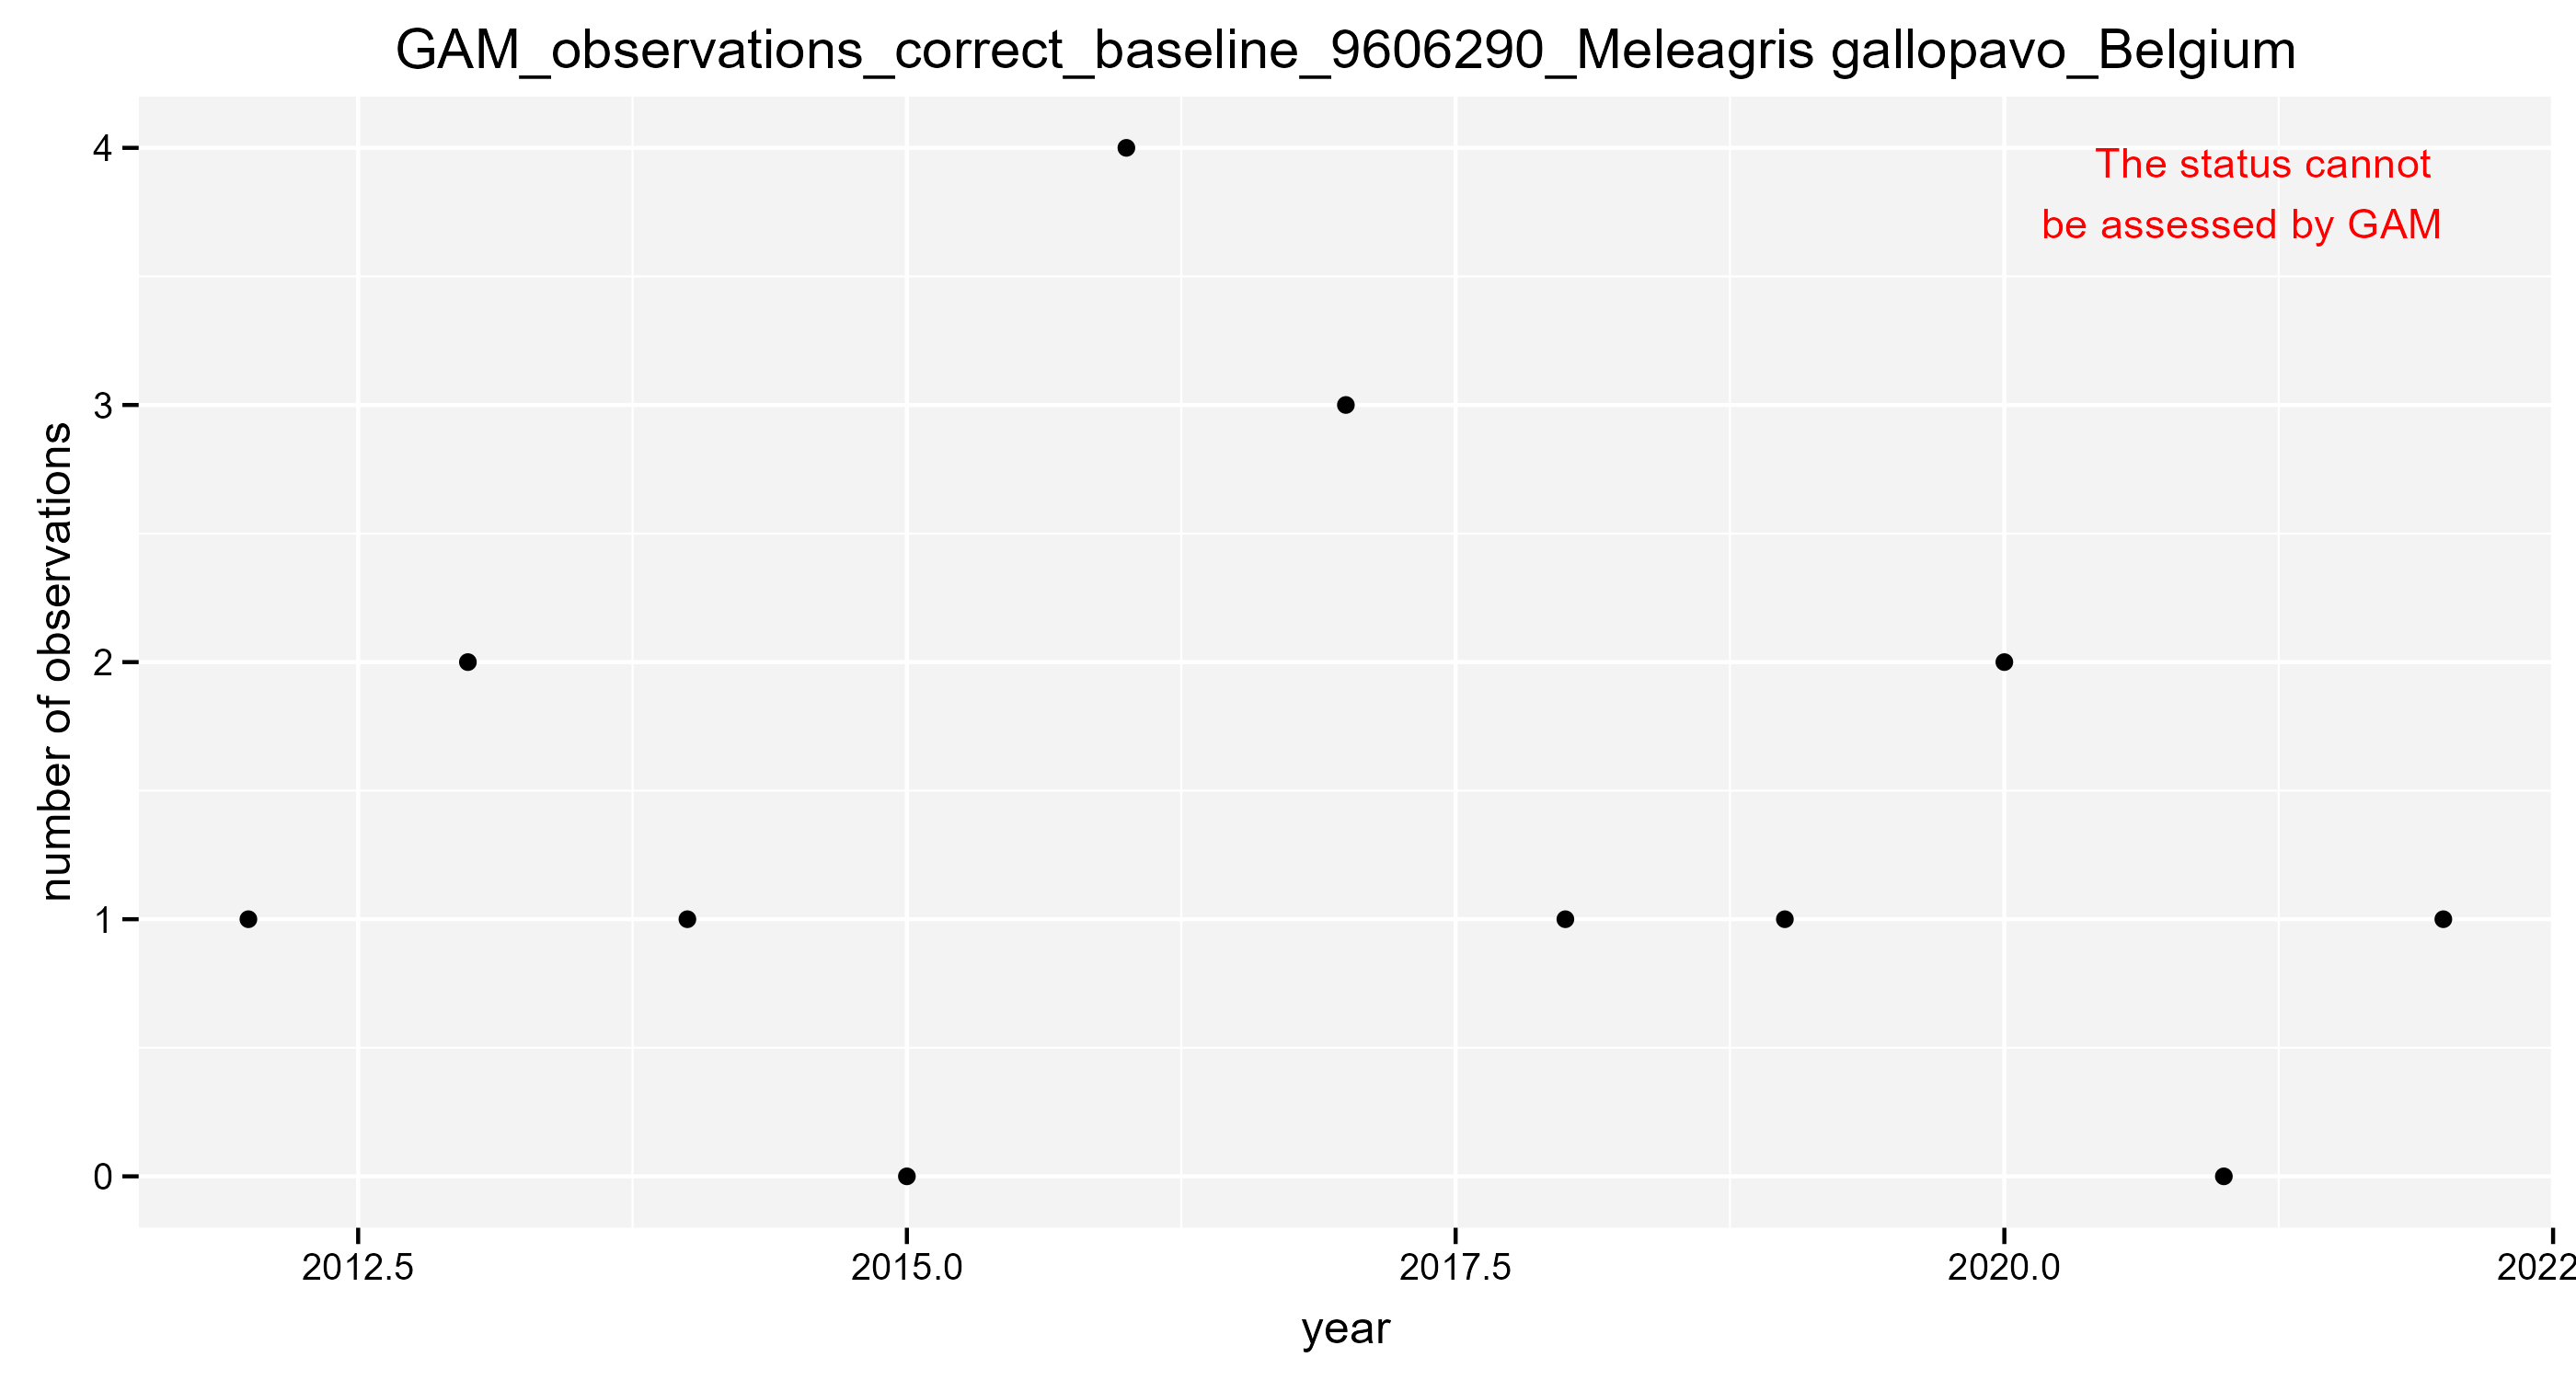 GAM_observations_correct_baseline_9606290_Meleagris gallopavo_Belgium
The status cannot
be assessed by GAM
4
3
2
1
0
number of observations
2012.5
2015.0
2017.5
2020.0
2022
year